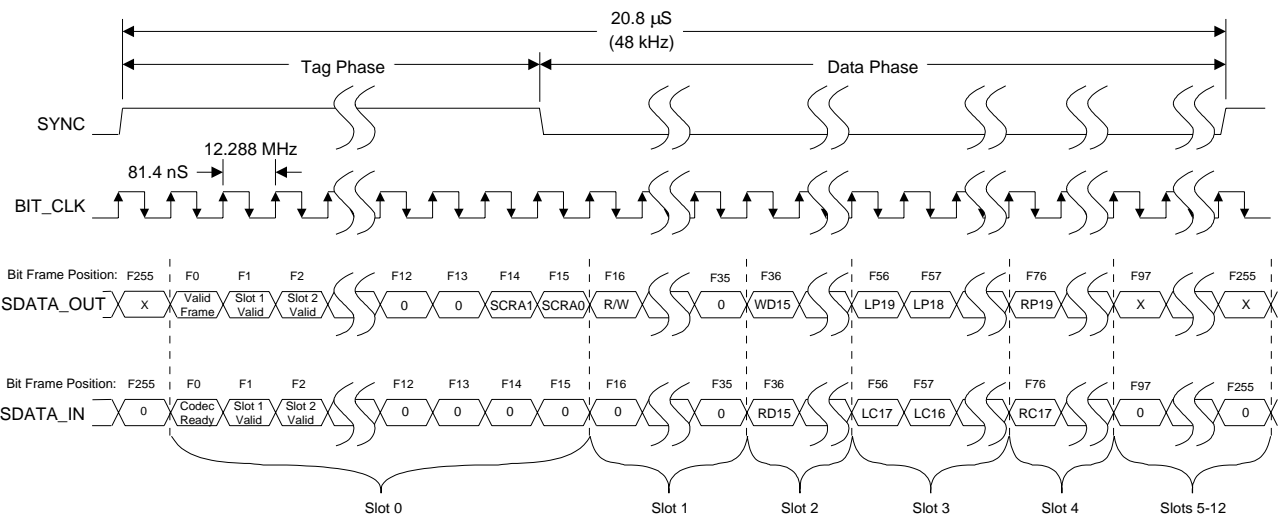 20.8 µS
(48 kHz)
Tag Phase
Data Phase
SYNC
12.288 MHz
81.4 nS
BIT_CLK
Bit Frame Position: F255 F0 F1 F2 F12 F13 F14 F15 F16 F35 F36 F56 F57 F76 F97 F255
SDATA_OUT X Valid Frame Slot 1 Valid Slot 2 Valid 0 0 SCRA1 SCRA0 R/W 0 WD15 LP19 LP18 RP19 X X
Bit Frame Position: F255 F0 F1 F2 F12 F13 F14 F15 F16 F35 F36 F56 F57 F76 F97 F255
SDATA_IN 0 Codec Ready Slot 1 Valid Slot 2 Valid 0 0 0 0 0 0 RD15 LC17 LC16 RC17 0 0
Slot 0 Slot 1 Slot 2 Slot 3 Slot 4 Slots 5-12